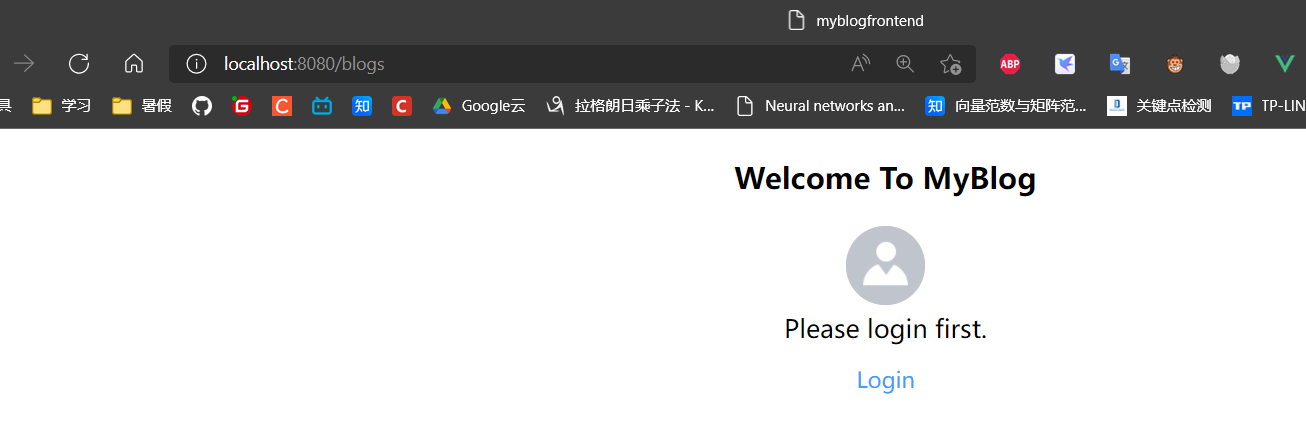 myblogfrontend
localhost:8080/blogs
具 学习 暑假 G C 知 C Google云 拉格朗日乘子法 - K... Neural networks an... 知 向量范数与矩阵范... 关键点检测 TP TP-LIN
ABP
Welcome To MyBlog
Please login first.
Login